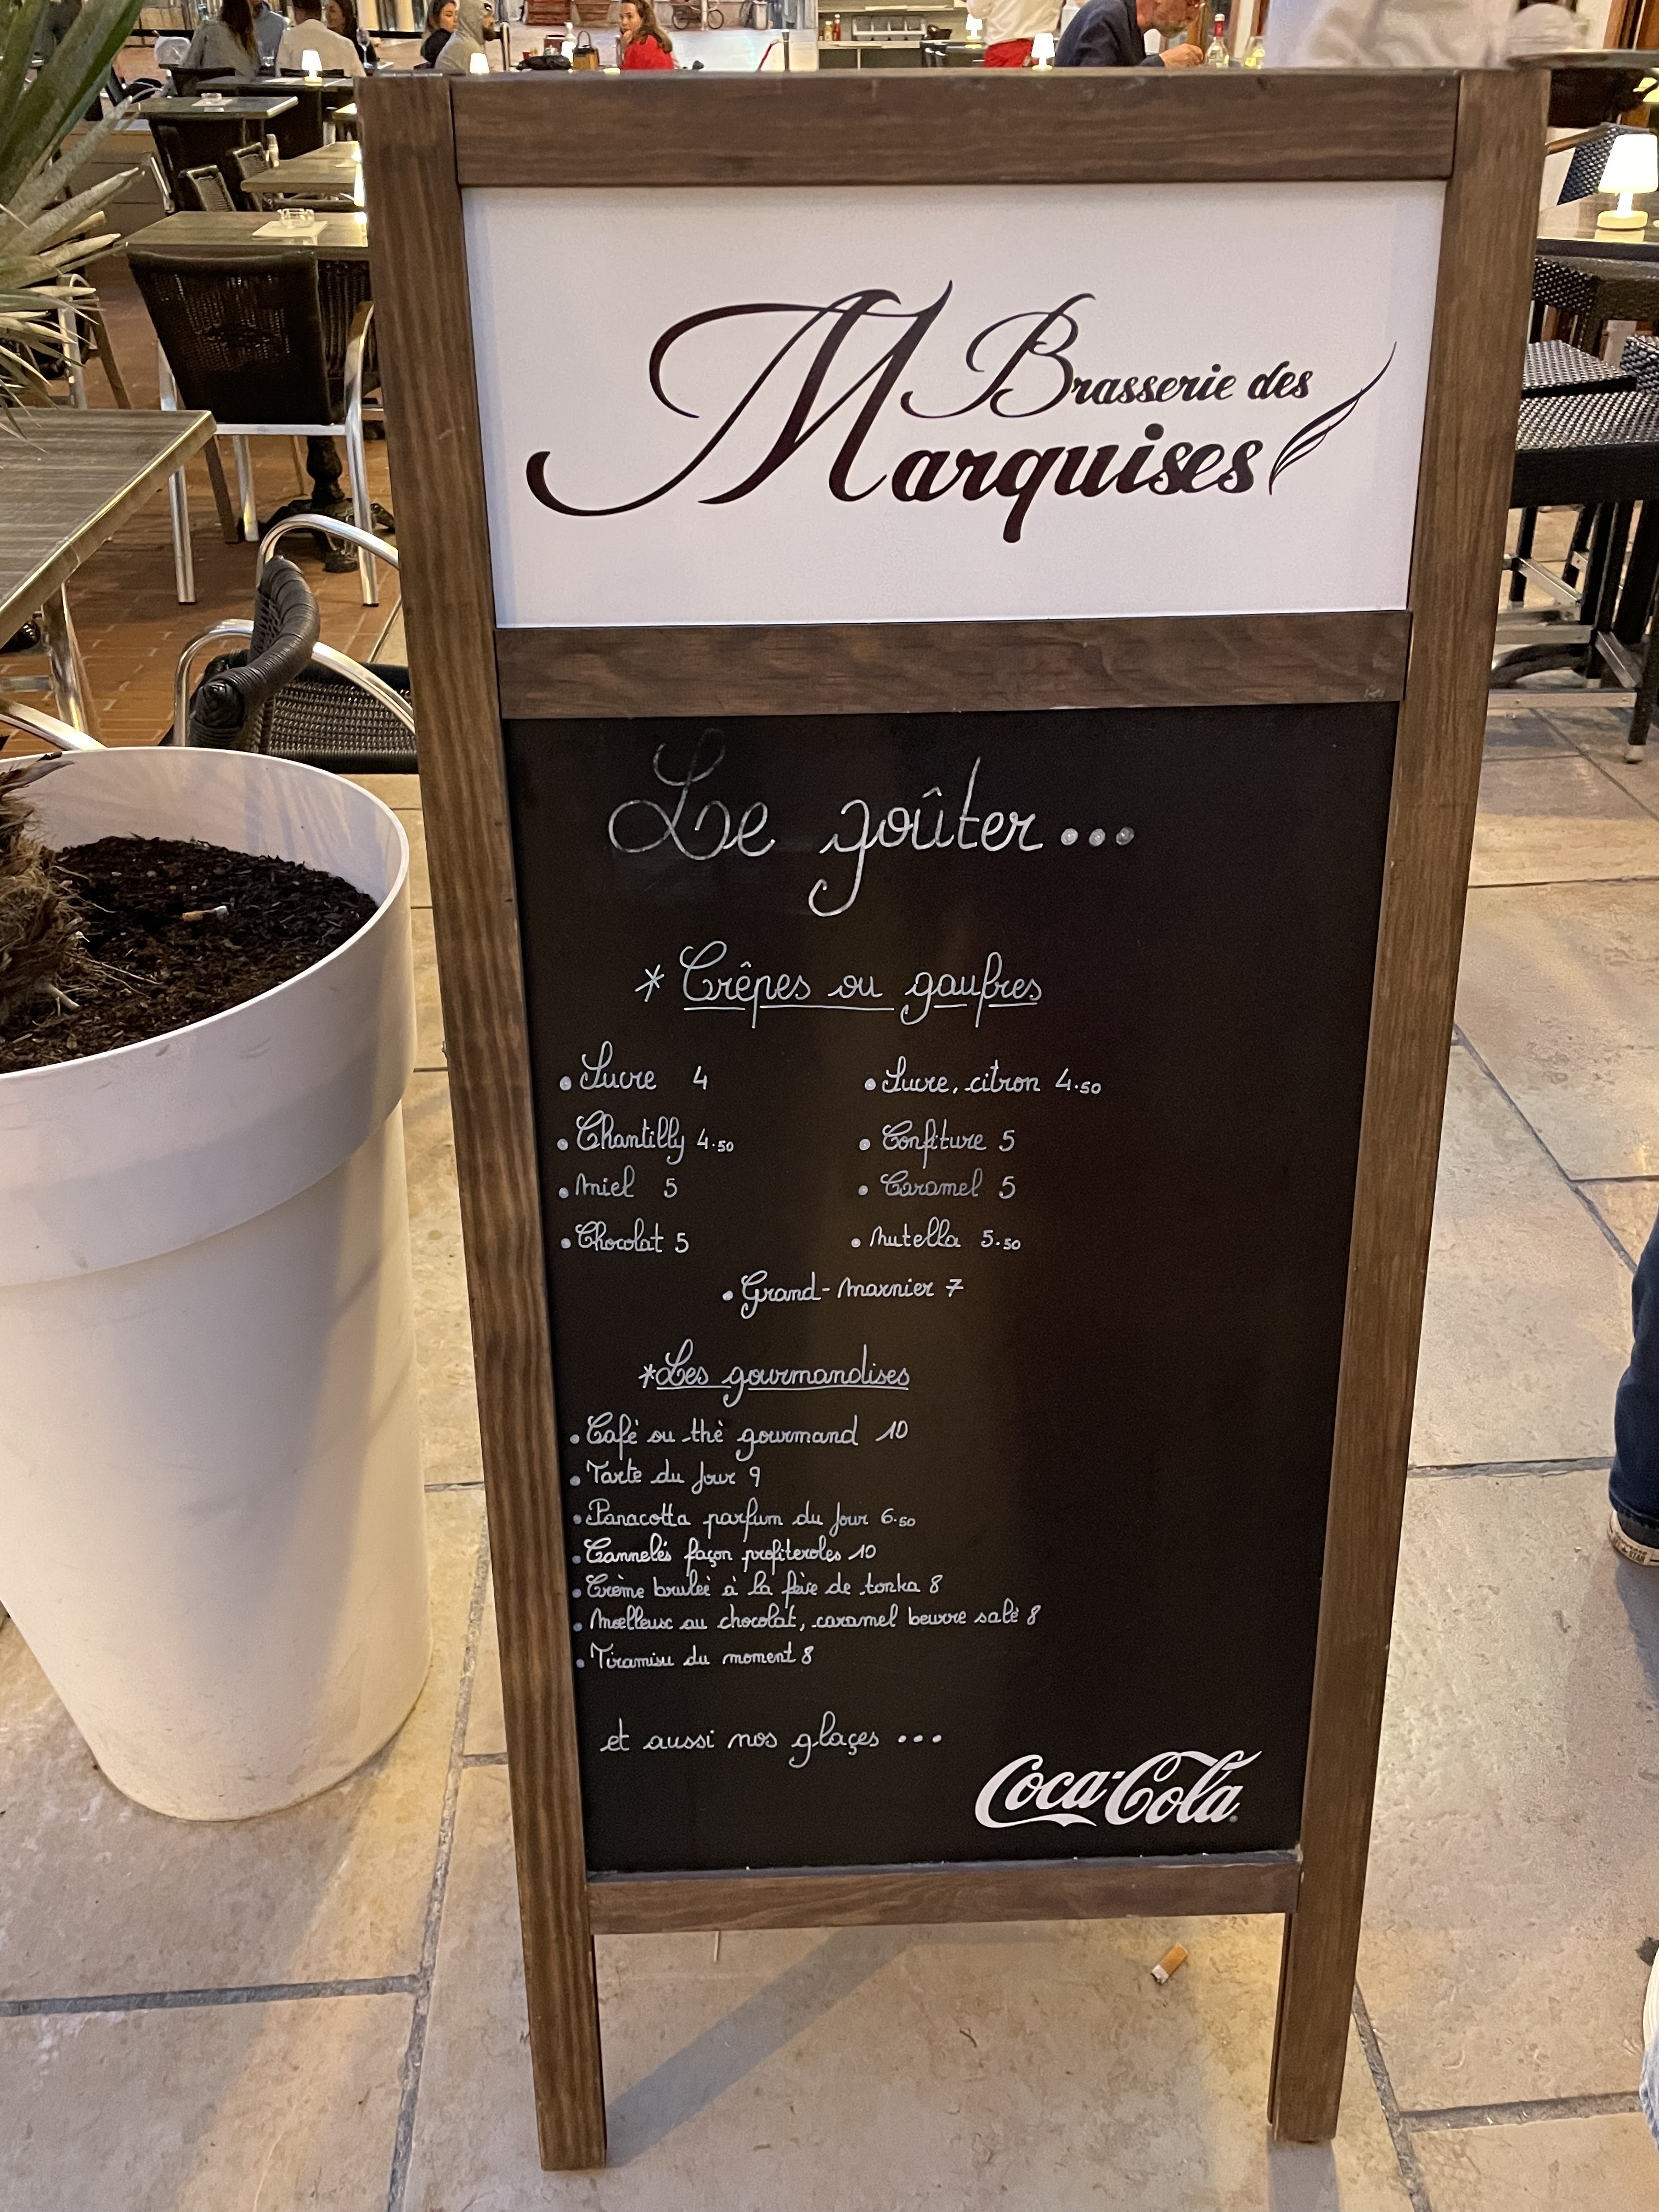 Brasserie des
Marquises
Le goûter...
* Crêpes ou gaufres
• Sucre 4 • Sucre, citron 4.50
• Chantilly 4.50 • Confiture 5
• Miel 5 • Caramel 5
• Chocolat 5 • Nutella 5.50
• Grand-Marnier 7
* Les gourmandises
• Café ou thé gourmand 10
• Tarte du Jour 9
• Panacotta parfum du Jour 6.50
• Cannelés façon profiteroles 10
• Crème brulée à la fève de tonka 8
• Moelleux au chocolat, caramel beurre salé 8
• Tiramisu du moment 8
et aussi nos glaçes ...
Coca-Cola